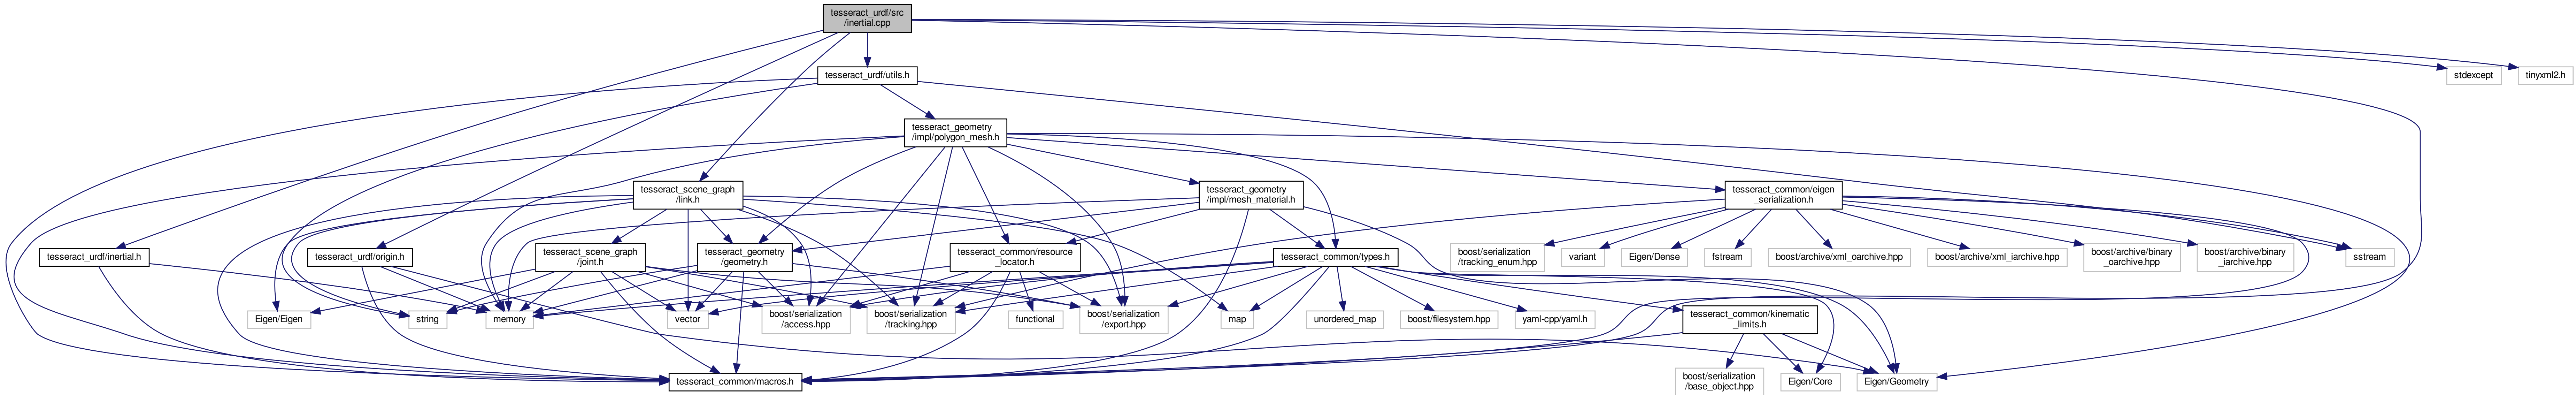 tesseract_urdf/src
/inertial.cpp
tesseract_urdf/utils.h
stdexcept
tinyxml2.h
tesseract_geometry
/impl/polygon_mesh.h
tesseract_scene_graph
/link.h
tesseract_geometry
/impl/mesh_material.h
tesseract_common/eigen
_serialization.h
tesseract_urdf/inertial.h
tesseract_urdf/origin.h
tesseract_scene_graph
/joint.h
tesseract_geometry
/geometry.h
tesseract_common/resource
_locator.h
tesseract_common/types.h
boost/serialization
/tracking_enum.hpp
variant
Eigen/Dense
fstream
boost/archive/xml_oarchive.hpp
boost/archive/xml_iarchive.hpp
boost/archive/binary
_oarchive.hpp
boost/archive/binary
_iarchive.hpp
sstream
Eigen/Eigen
string
memory
vector
boost/serialization
/access.hpp
boost/serialization
/tracking.hpp
functional
boost/serialization
/export.hpp
map
unordered_map
boost/filesystem.hpp
yaml-cpp/yaml.h
tesseract_common/kinematic
_limits.h
tesseract_common/macros.h
boost/serialization
/base_object.hpp
Eigen/Core
Eigen/Geometry